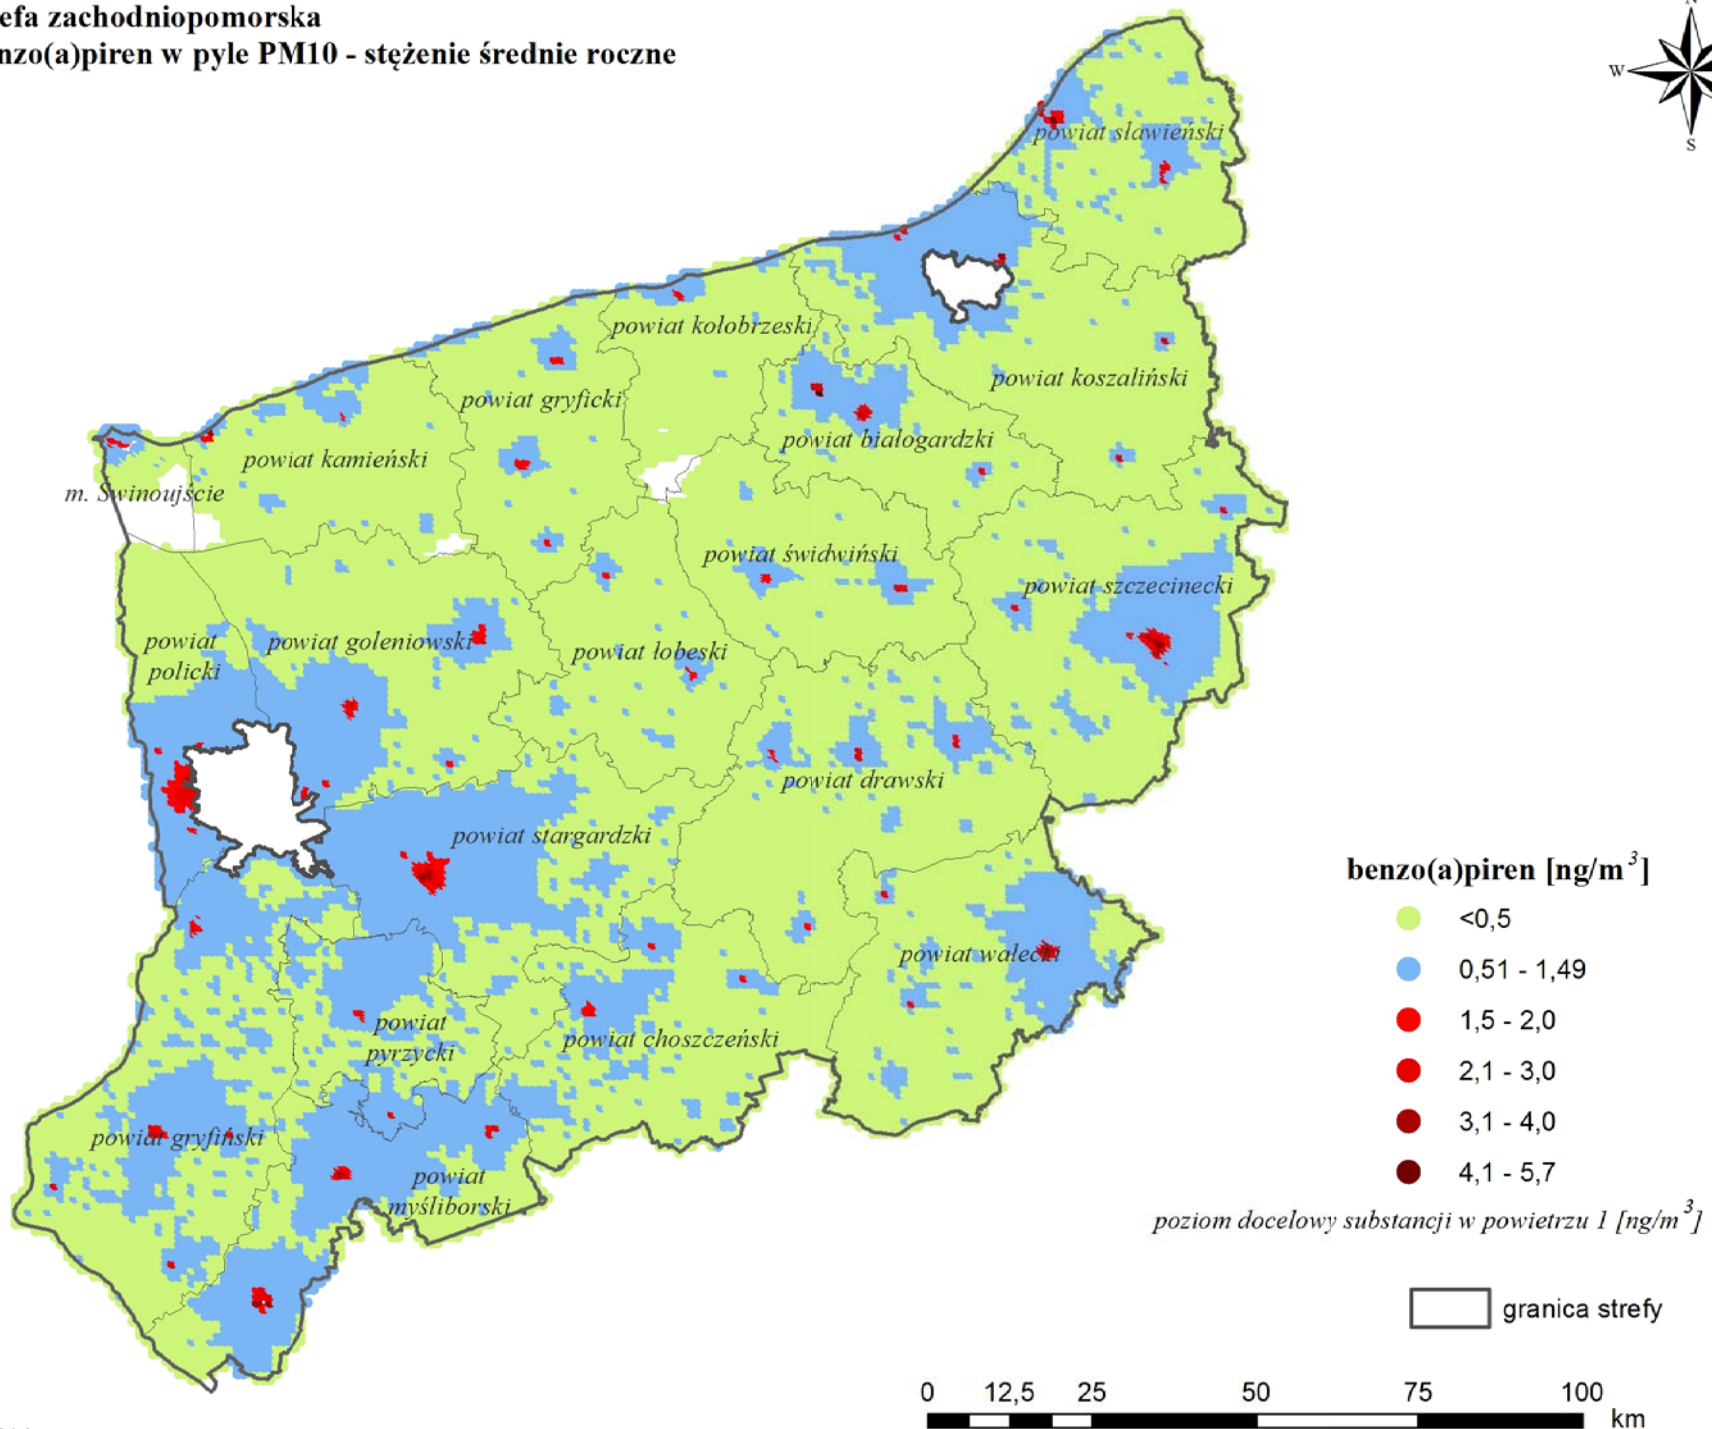 efa zachodniopomorska
nzo(a)piren w pyle PM10 - stężenie średnie roczne
N
W
S
powiat sławieński
powiat kołobrzeski
powiat koszaliński
powiat gryficki
powiat białogardzki
powiat kamieński
m. Świnoujście
powiat świdwiński
powiat szczecinecki
powiat
policki
powiat goleniowski
powiat łobeski
powiat drawski
powiat stargardzki
powiat wałecki
powiat
pyrzycki
powiat choszczeński
powiat gryfiński
powiat
myśliborski
benzo(a)piren [ng/m³]
<0,5
0,51 - 1,49
1,5 - 2,0
2,1 - 3,0
3,1 - 4,0
4,1 - 5,7
poziom docelowy substancji w powietrzu 1 [ng/m³]
granica strefy
0 12,5 25 50 75 100
km